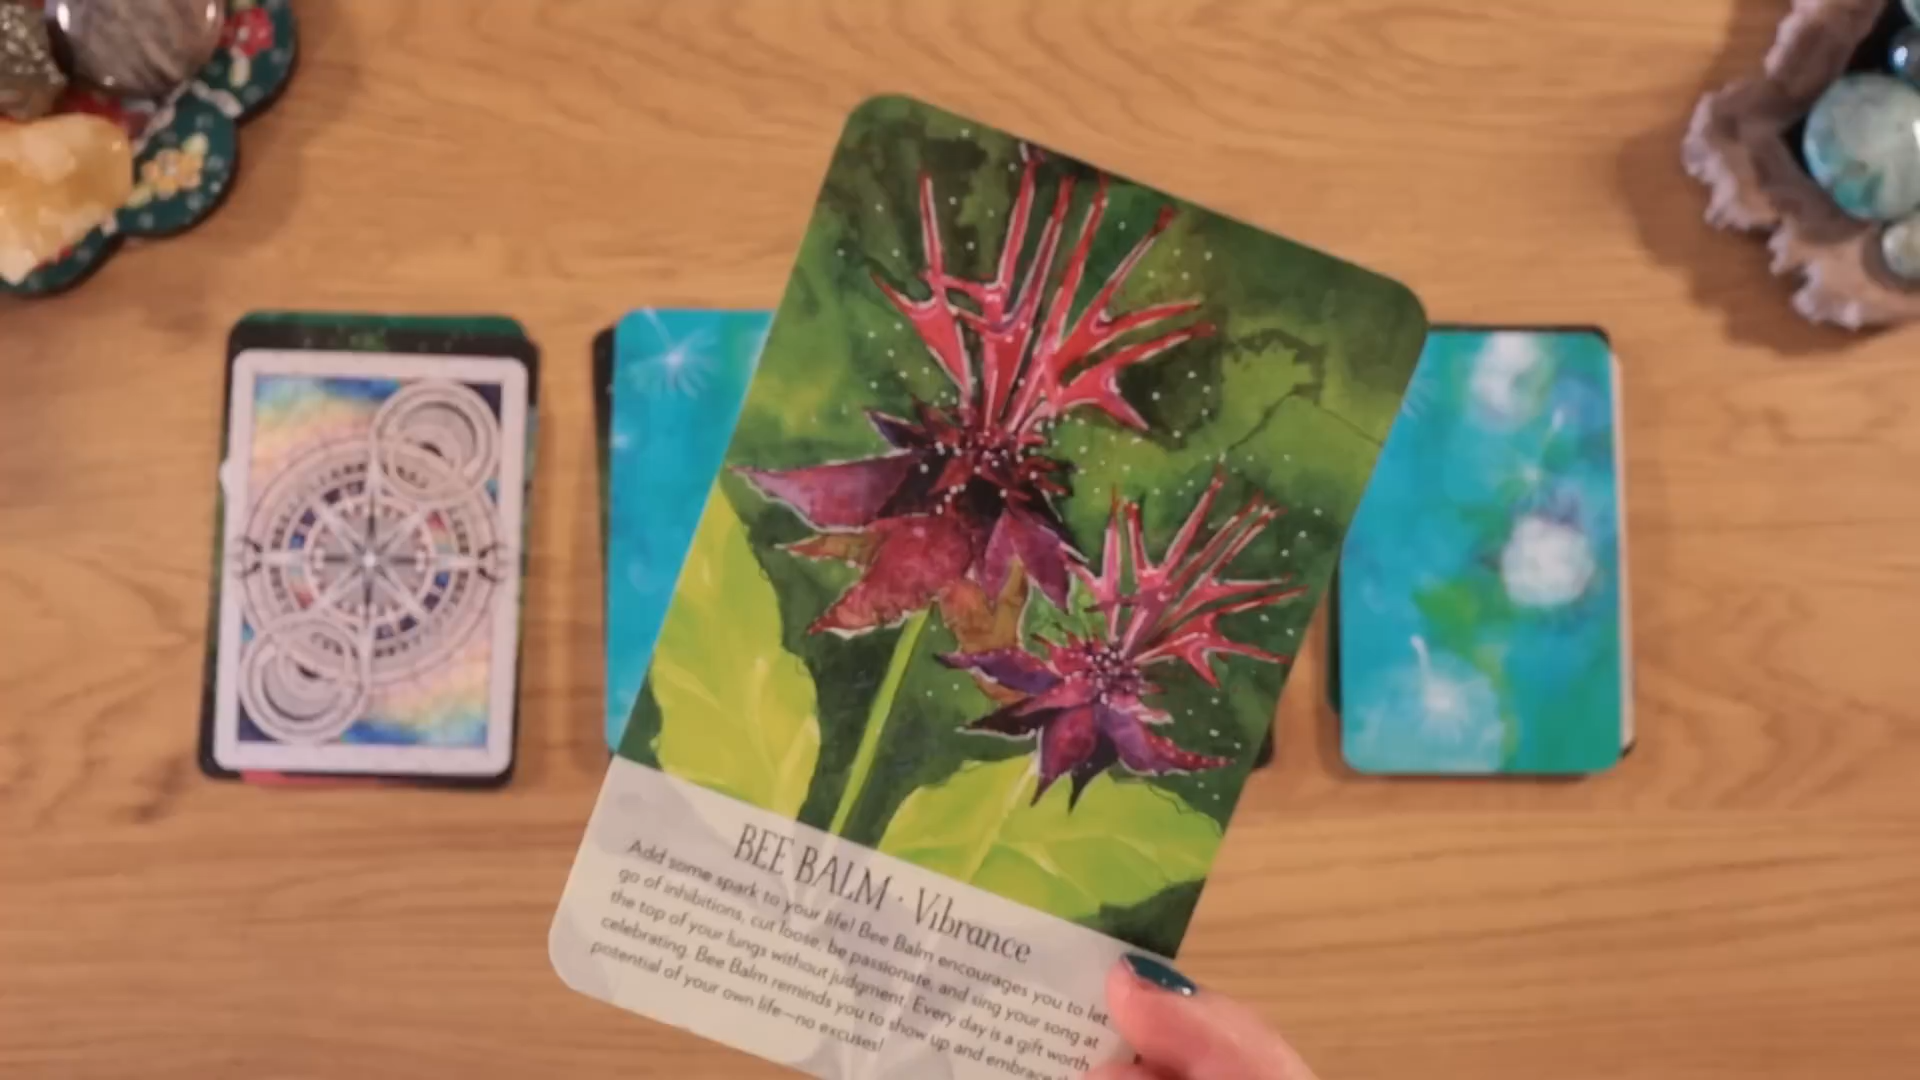 BEE BALM · Vibrance
Add some spark to your life! Bee Balm encourages you to let
go of inhibitions, cut loose, be passionate, and sing your song at
the top of your lungs without judgment. Every day is a gift worth
celebrating. Bee Balm reminds you to show up and embrace
potential of your own life—no excuses!